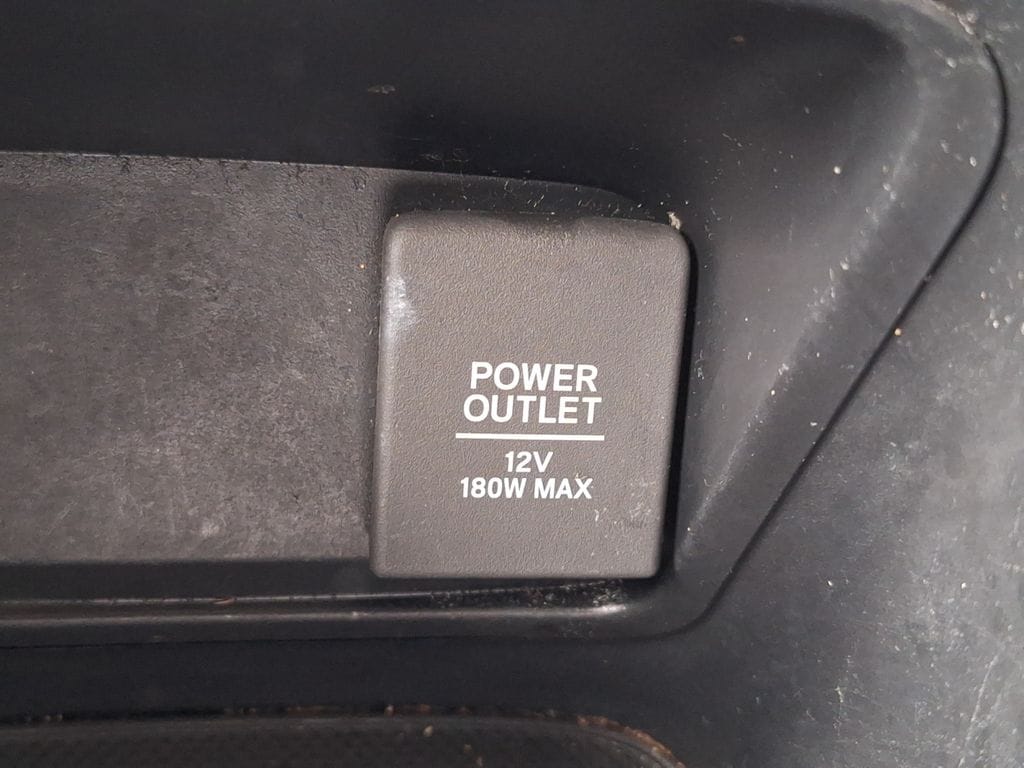 POWER
OUTLET
12V
180W MAX